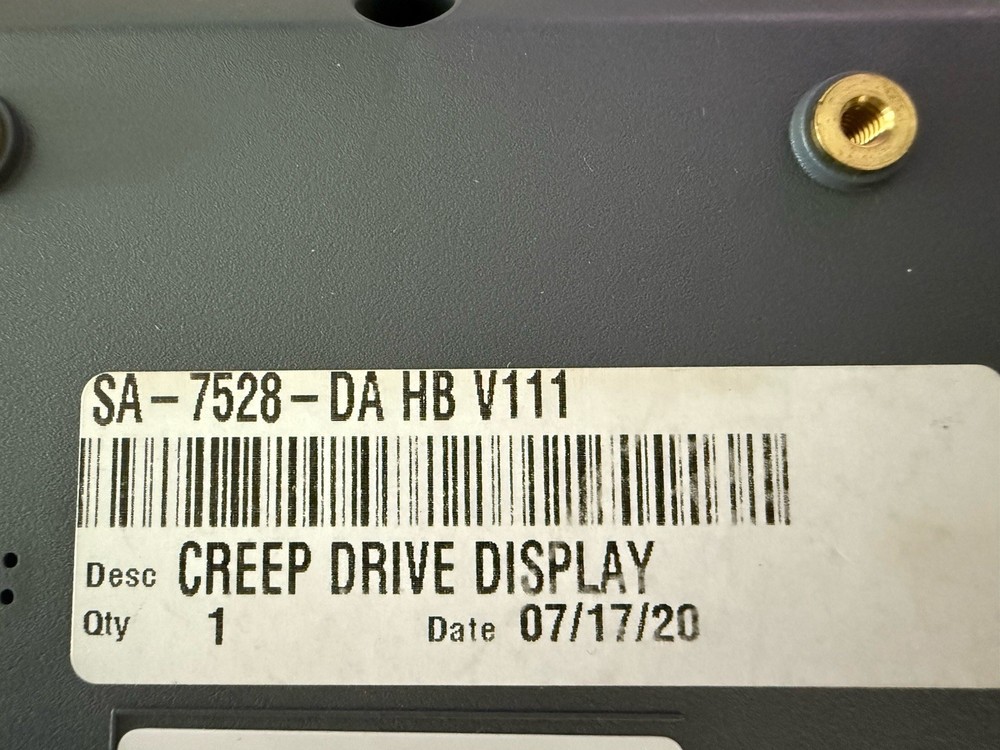 SA-7528-DA HB V111
Desc CREEP DRIVE DISPLAY
Qty 1 Date 07/17/20